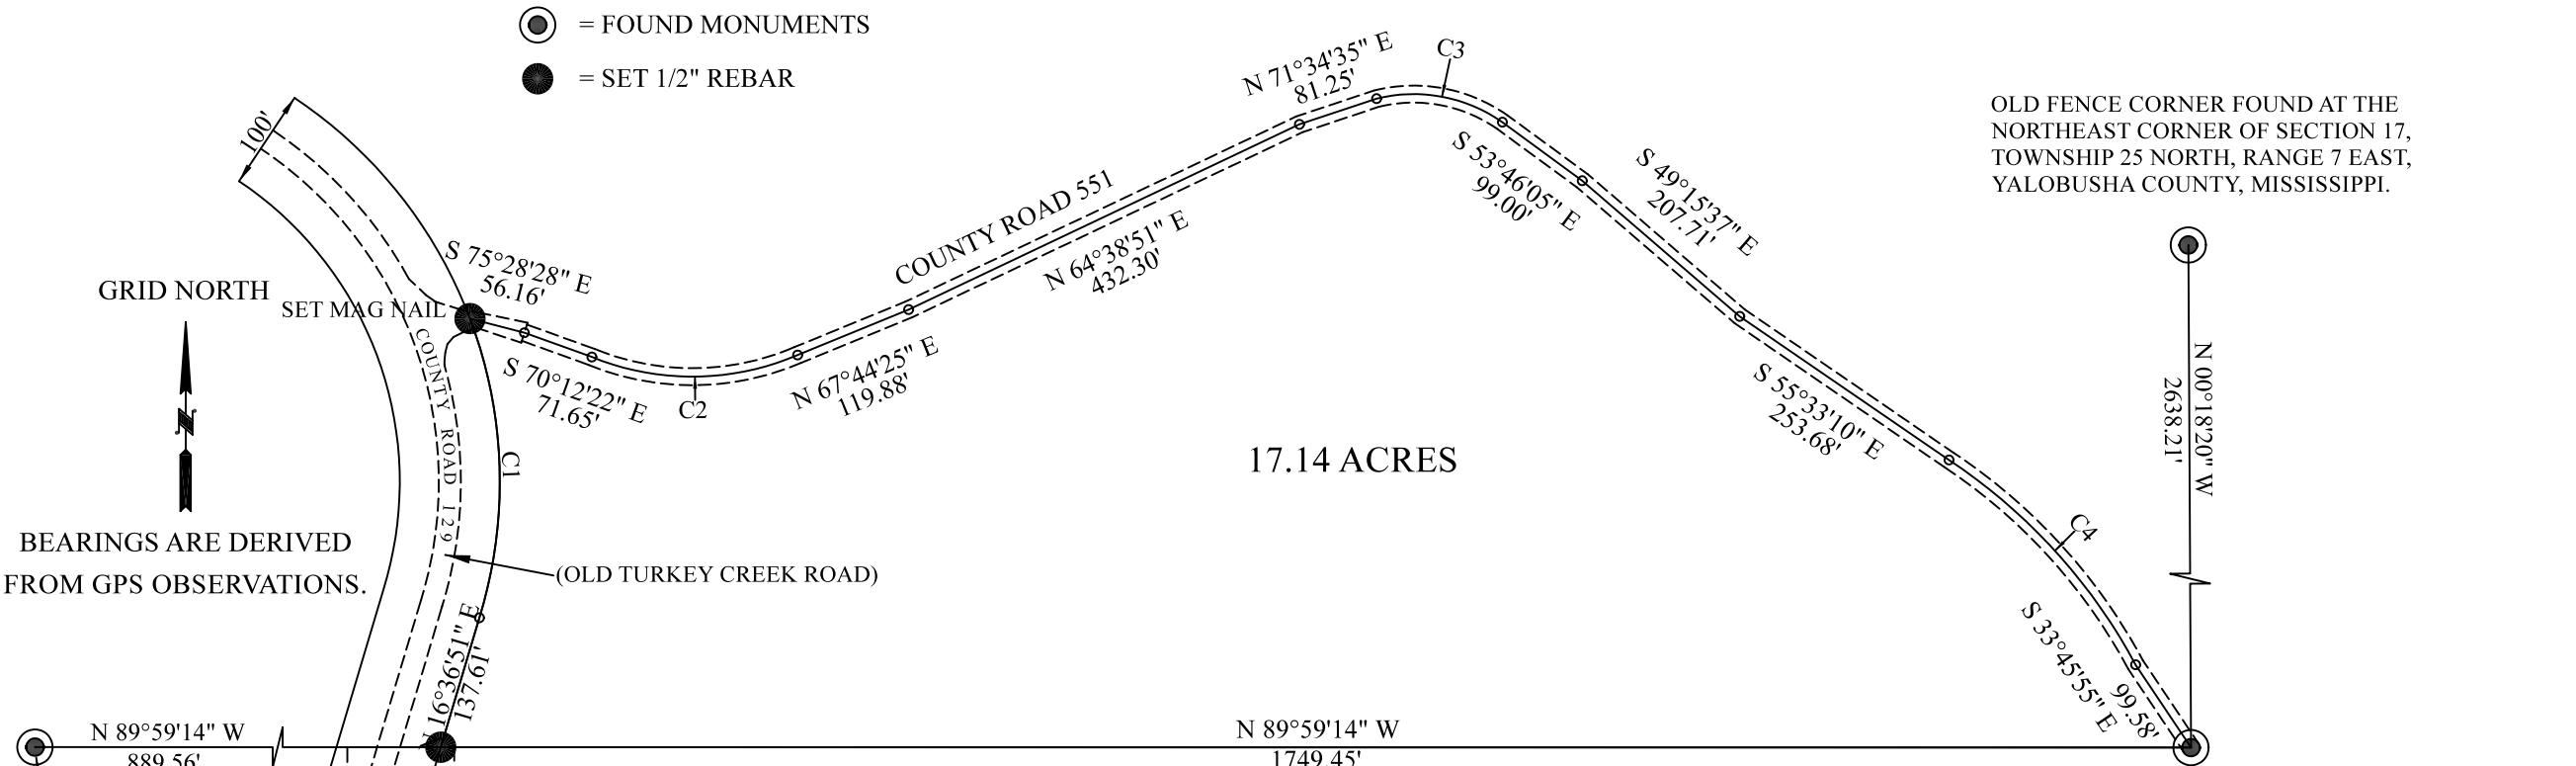 = FOUND MONUMENTS
= SET 1/2" REBAR
100'
GRID NORTH
N
BEARINGS ARE DERIVED
FROM GPS OBSERVATIONS.
SET MAG NAIL
S 75°28'28" E
56.16'
S 70°12'22" E
71.65'
C2
N 67°44'25" E
119.88'
COUNTY ROAD 551
N 64°38'51" E
432.30'
N 71°34'35" E
81.25'
C3
S 53°46'05" E
99.00'
S 49°15'37" E
207.71'
S 55°33'10" E
253.68'
C4
S 33°45'55" E
99.58'
OLD FENCE CORNER FOUND AT THE
NORTHEAST CORNER OF SECTION 17,
TOWNSHIP 25 NORTH, RANGE 7 EAST,
YALOBUSHA COUNTY, MISSISSIPPI.
N 00°18'20" W
2638.21'
17.14 ACRES
COUNTY ROAD 129
C1
(OLD TURKEY CREEK ROAD)
16°36'51" E
137.61'
N 89°59'14" W
889.56'
N 89°59'14" W
1749.45'